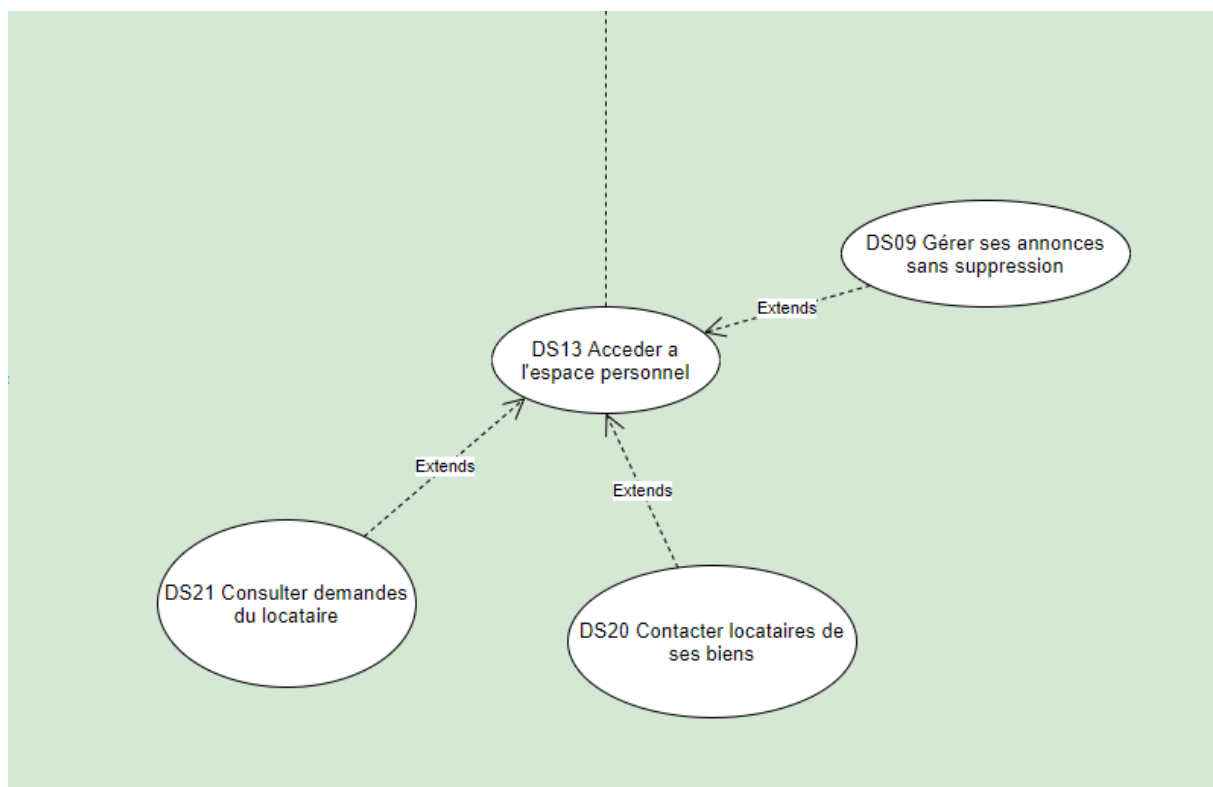 DS09 Gérer ses annonces
sans suppression
Extends
DS13 Acceder a
l'espace personnel
Extends
Extends
DS21 Consulter demandes
du locataire
DS20 Contacter locataires de
ses biens